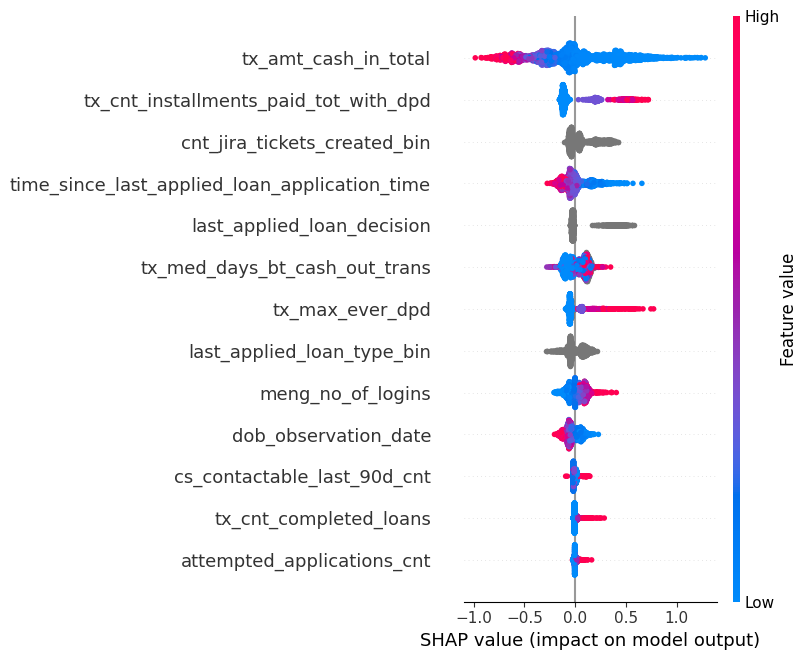 High
tx_amt_cash_in_total
tx_cnt_installments_paid_tot_with_dpd
cnt_jira_tickets_created_bin
time_since_last_applied_loan_application_time
last_applied_loan_decision
tx_med_days_bt_cash_out_trans
tx_max_ever_dpd
last_applied_loan_type_bin
meng_no_of_logins
dob_observation_date
cs_contactable_last_90d_cnt
tx_cnt_completed_loans
attempted_applications_cnt
Feature value
Low
−1.0 −0.5 0.0 0.5 1.0
SHAP value (impact on model output)